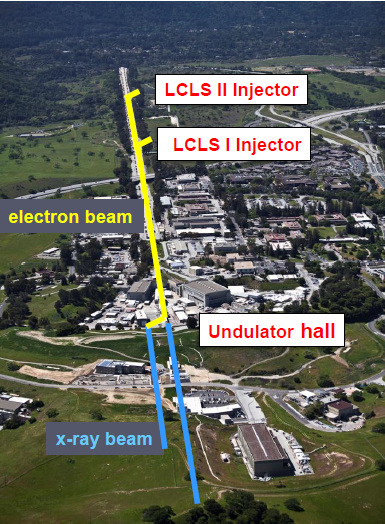 LCLS II Injector
LCLS I Injector
electron beam
Undulator hall
x-ray beam